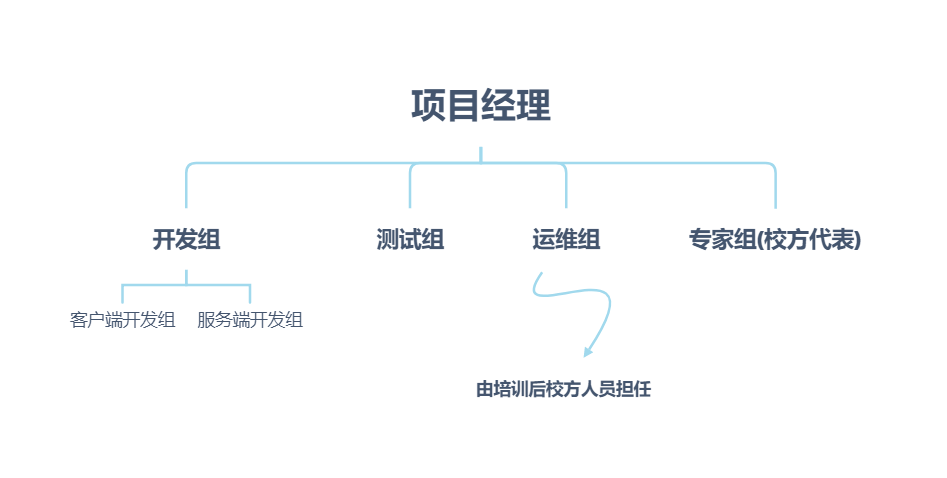 项目经理
开发组
测试组
运维组
专家组(校方代表)
客户端开发组
服务端开发组
由培训后校方人员担任